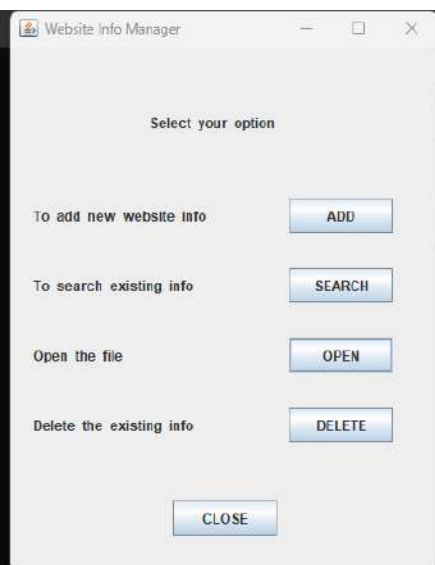 Website Info Manager
Select your option
To add new website info ADD
To search existing info SEARCH
Open the file OPEN
Delete the existing info DELETE
CLOSE